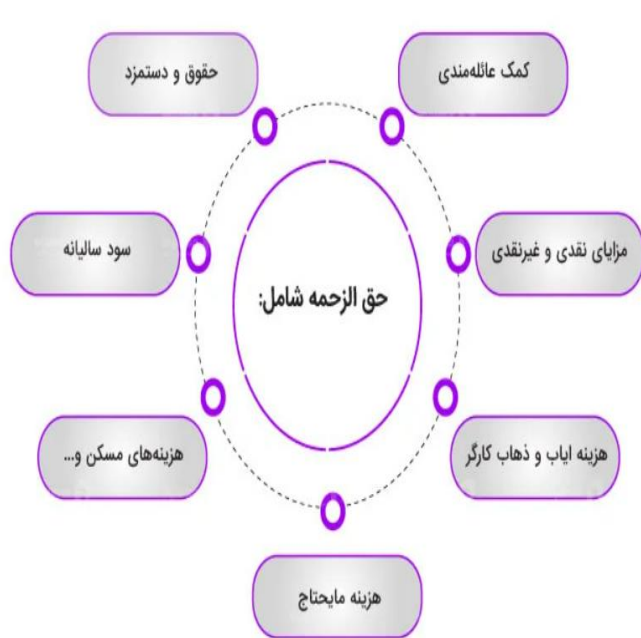 کمک عائله‌مندی
حقوق و دستمزد
مزایای نقدی و غیرنقدی
سود سالیانه
حق الزحمه شامل:
هزینه ایاب و ذهاب کارگر
هزینه‌های مسکن و...
هزینه مایحتاج